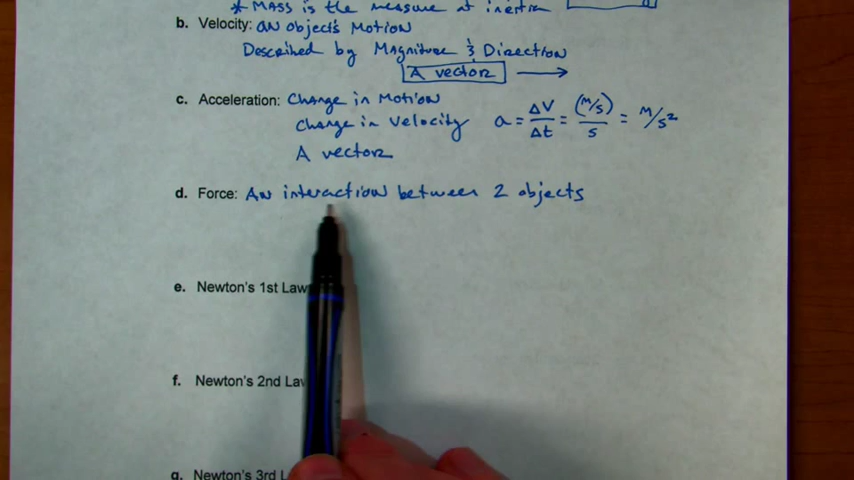 * Mass is the measure of inertia
b. Velocity: an object's Motion
Described by Magnitude & Direction
A vector
c. Acceleration: Change in Motion
Change in Velocity a = ΔV/Δt = (m/s)/s = m/s²
A vector
d. Force: An interaction between 2 objects
e. Newton's 1st Law
f. Newton's 2nd La
g. Newton's 3rd L